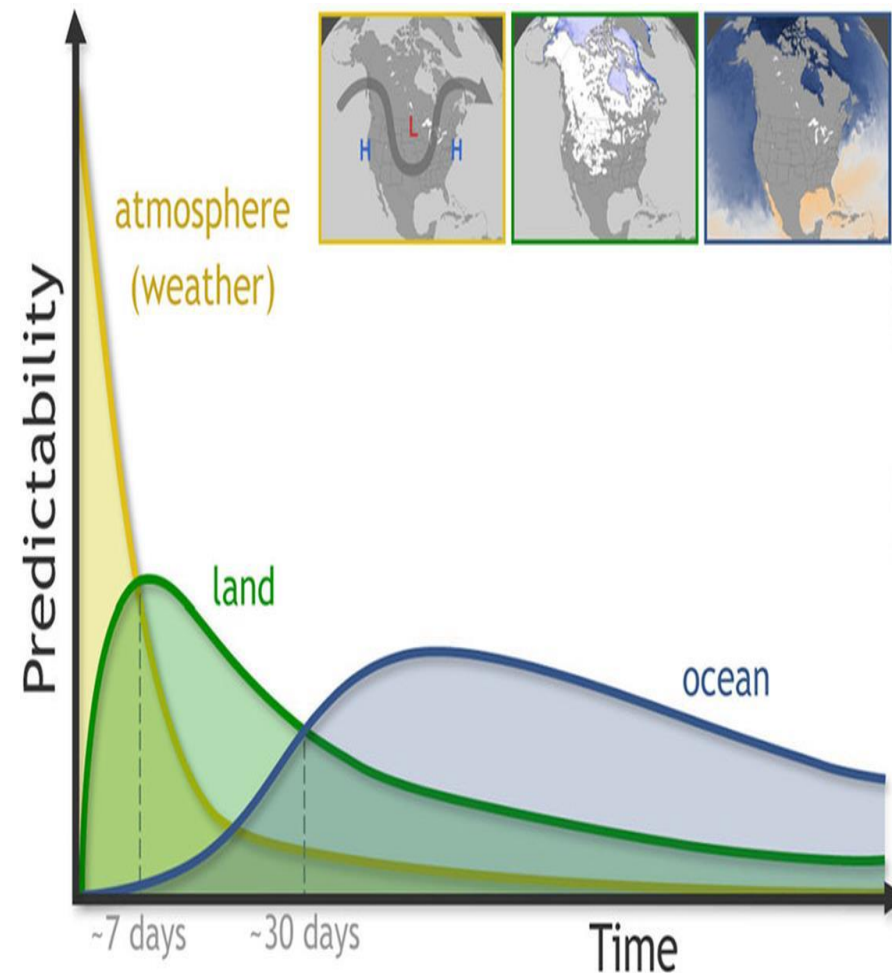 H
L
H
atmosphere
(weather)
Predictability
land
ocean
~7 days
~30 days
Time